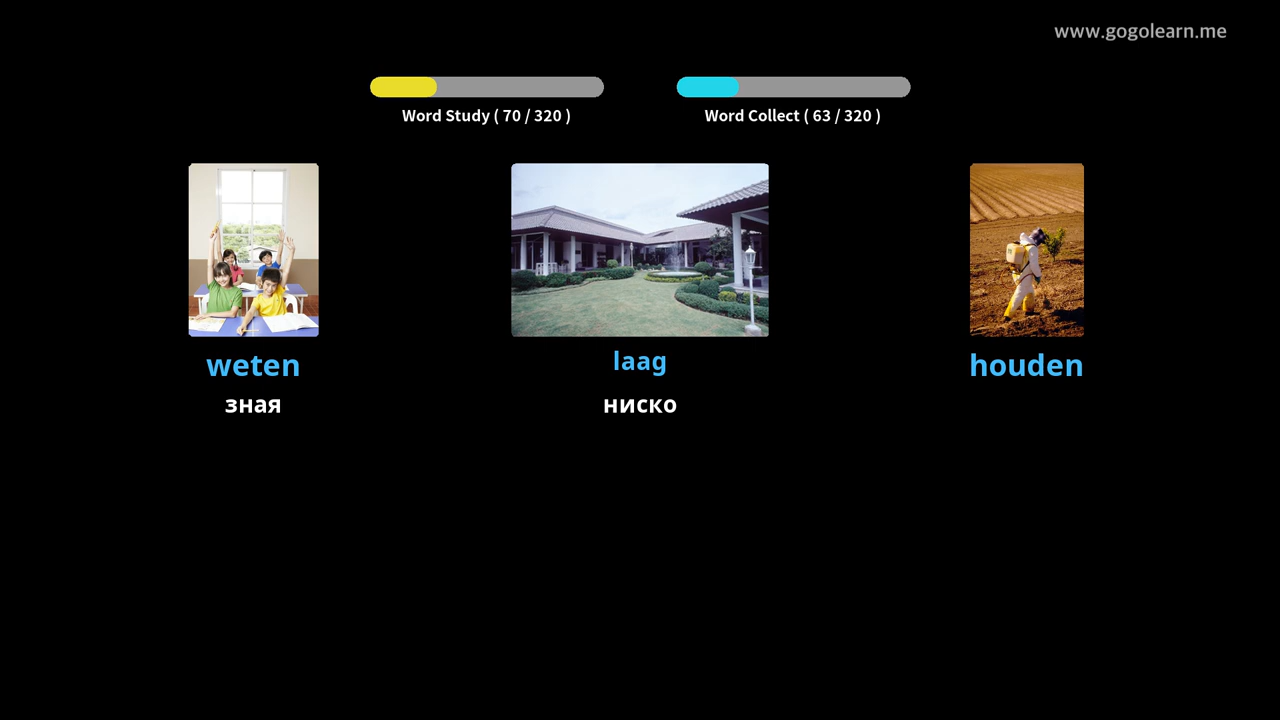 www.gogolearn.me
Word Study ( 70 / 320 )
Word Collect ( 63 / 320 )
weten
зная
laag
ниско
houden